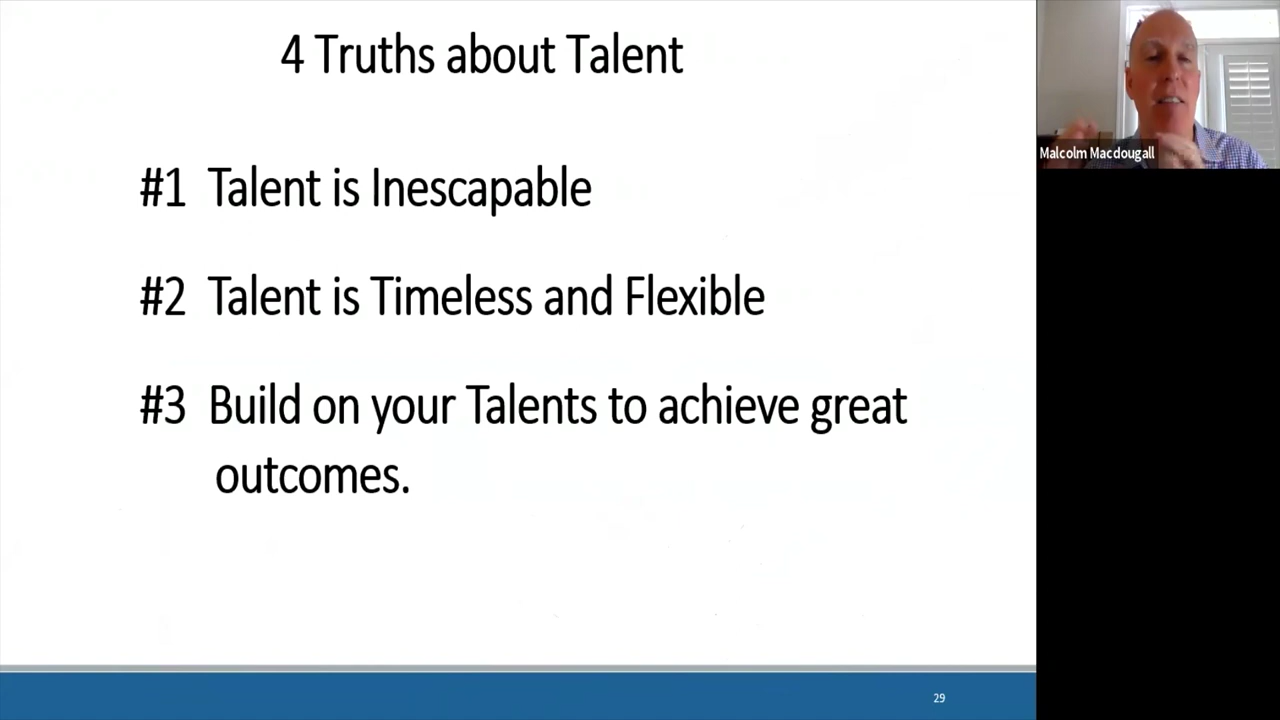 4 Truths about Talent
#1 Talent is Inescapable
#2 Talent is Timeless and Flexible
#3 Build on your Talents to achieve great
outcomes.
29
Malcolm Macdougall